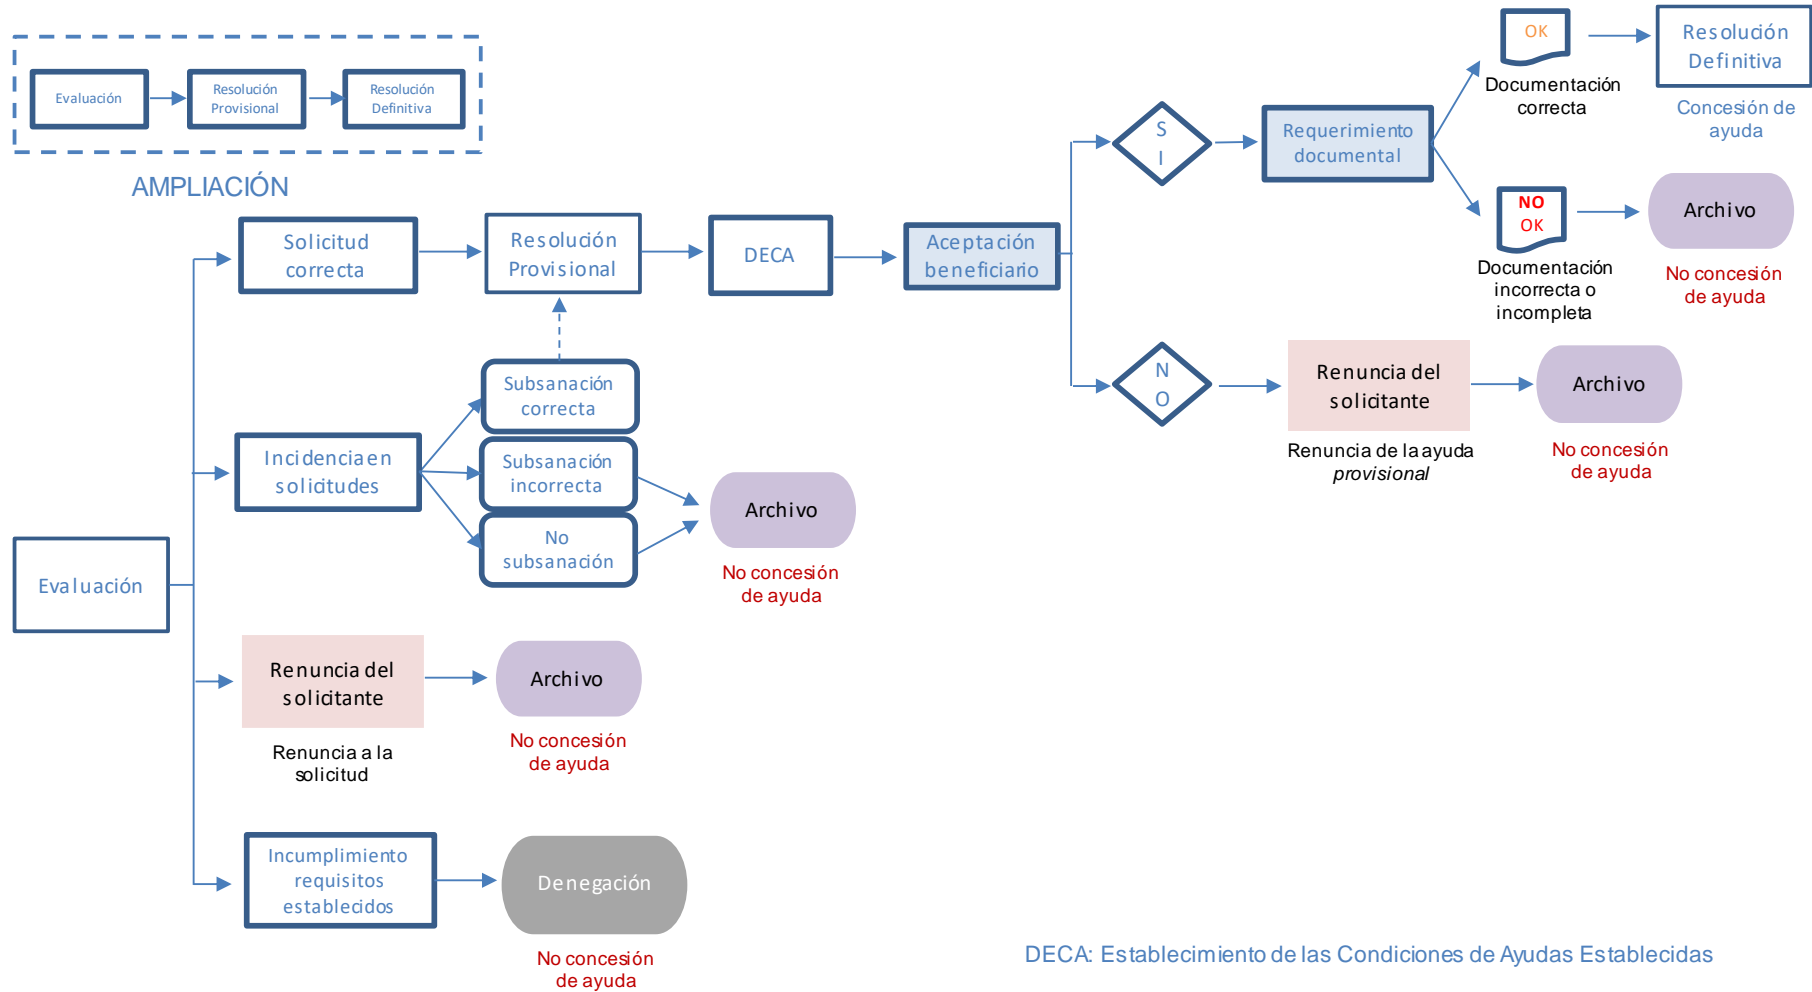 Evaluación
Resolución
Provisional
Resolución
Definitiva
AMPLIACIÓN
Evaluación
Solicitud
correcta
Resolución
Provisional
DECA
Aceptación
beneficiario
S
I
Requerimiento
documental
OK
Documentación
correcta
Resolución
Definitiva
Concesión de
ayuda
NO
OK
Documentación
incorrecta o
incompleta
Archivo
No concesión
de ayuda
N
O
Renuncia del
solicitante
Renuncia de la ayuda
provisional
Archivo
No concesión
de ayuda
Incidencia en
solicitudes
Subsanación
correcta
Subsanación
incorrecta
No
subsanación
Archivo
No concesión
de ayuda
Renuncia del
solicitante
Renuncia a la
solicitud
Archivo
No concesión
de ayuda
Incumplimiento
requisitos
establecidos
Denegación
No concesión
de ayuda
DECA: Establecimiento de las Condiciones de Ayudas Establecidas